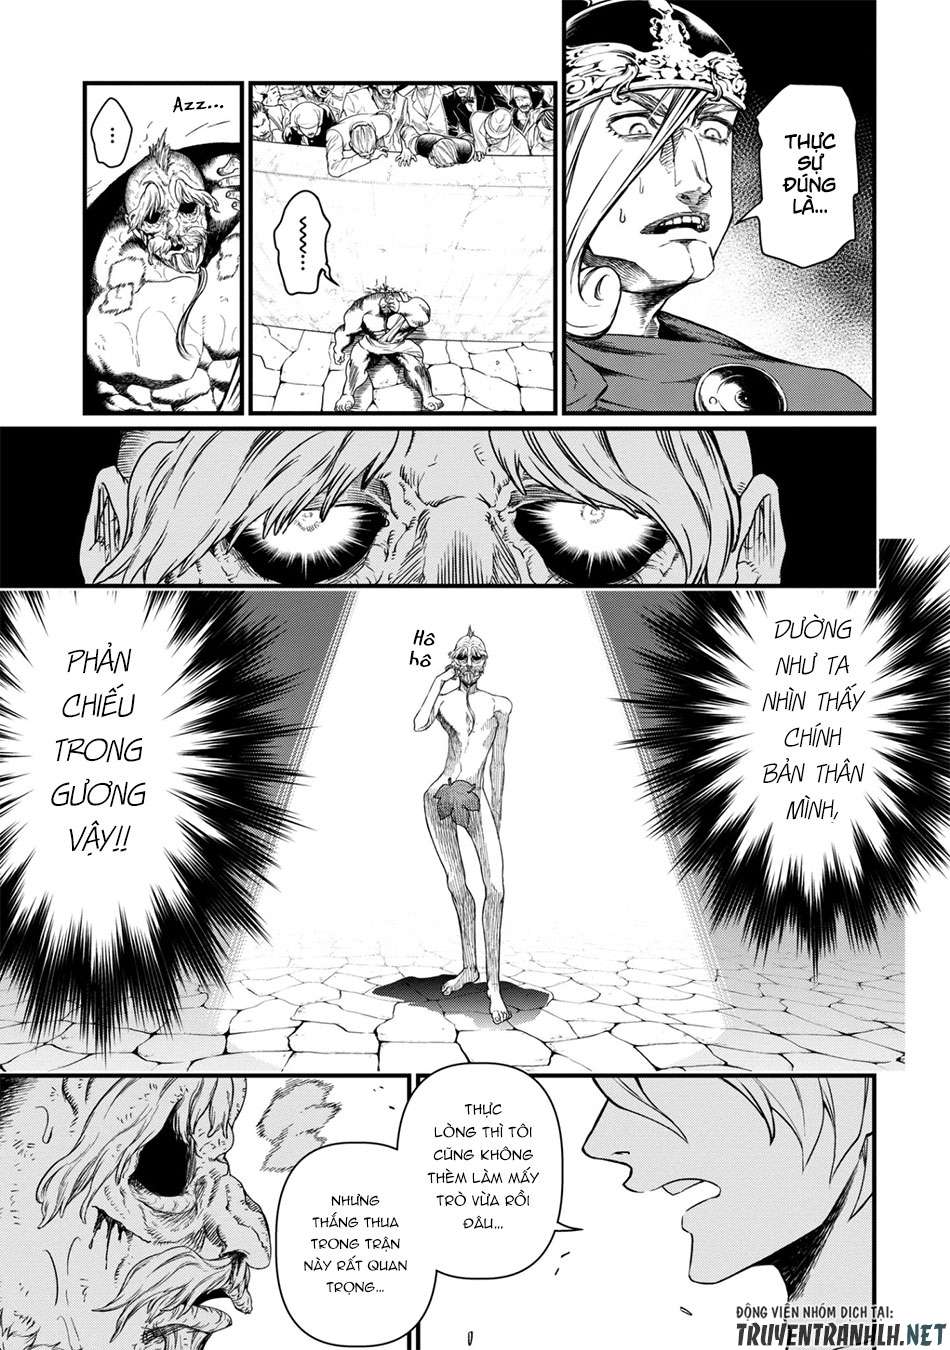 THỰC
SỰ
ĐÚNG
LÀ...
Azz...
DƯỜNG
NHƯ TA
NHÌN THẤY
CHÍNH
BẢN THÂN
MÌNH,
Hô
hô
PHẢN
CHIẾU
TRONG
GƯƠNG
VẬY!!
THỰC
LÒNG THÌ TÔI
CŨNG KHÔNG
THÈM LÀM MẤY
TRÒ VỪA RỒI
ĐÂU...
NHƯNG
THẮNG THUA
TRONG TRẬN
NÀY RẤT QUAN
TRỌNG...
ĐỘNG VIÊN NHÓM DỊCH TẠI:
TRUYENTRANHLH.NET